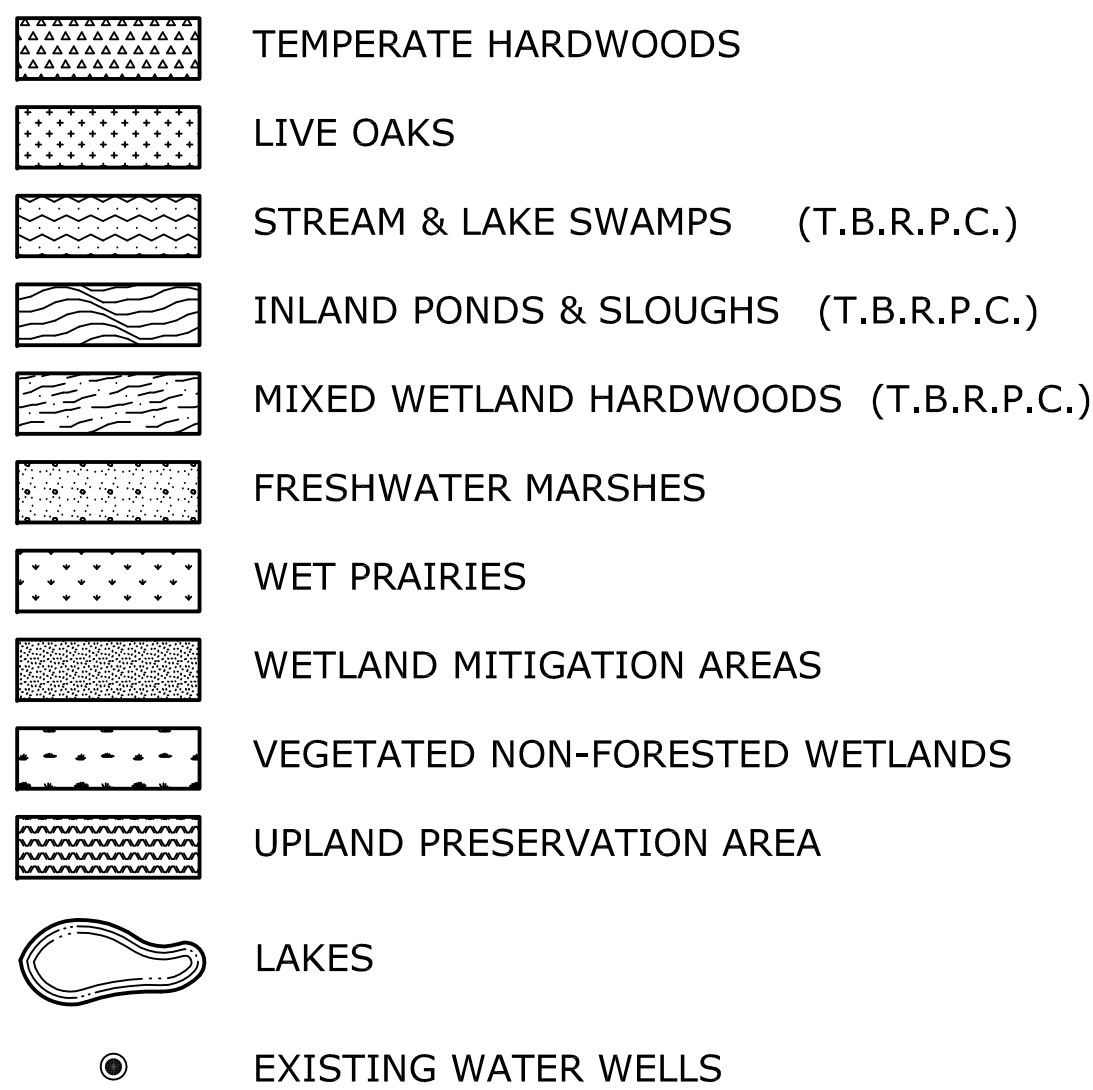 TEMPERATE HARDWOODS
LIVE OAKS
STREAM & LAKE SWAMPS (T.B.R.P.C.)
INLAND PONDS & SLOUGHS (T.B.R.P.C.)
MIXED WETLAND HARDWOODS (T.B.R.P.C.)
FRESHWATER MARSHES
WET PRAIRIES
WETLAND MITIGATION AREAS
VEGETATED NON-FORESTED WETLANDS
UPLAND PRESERVATION AREA
LAKES
EXISTING WATER WELLS